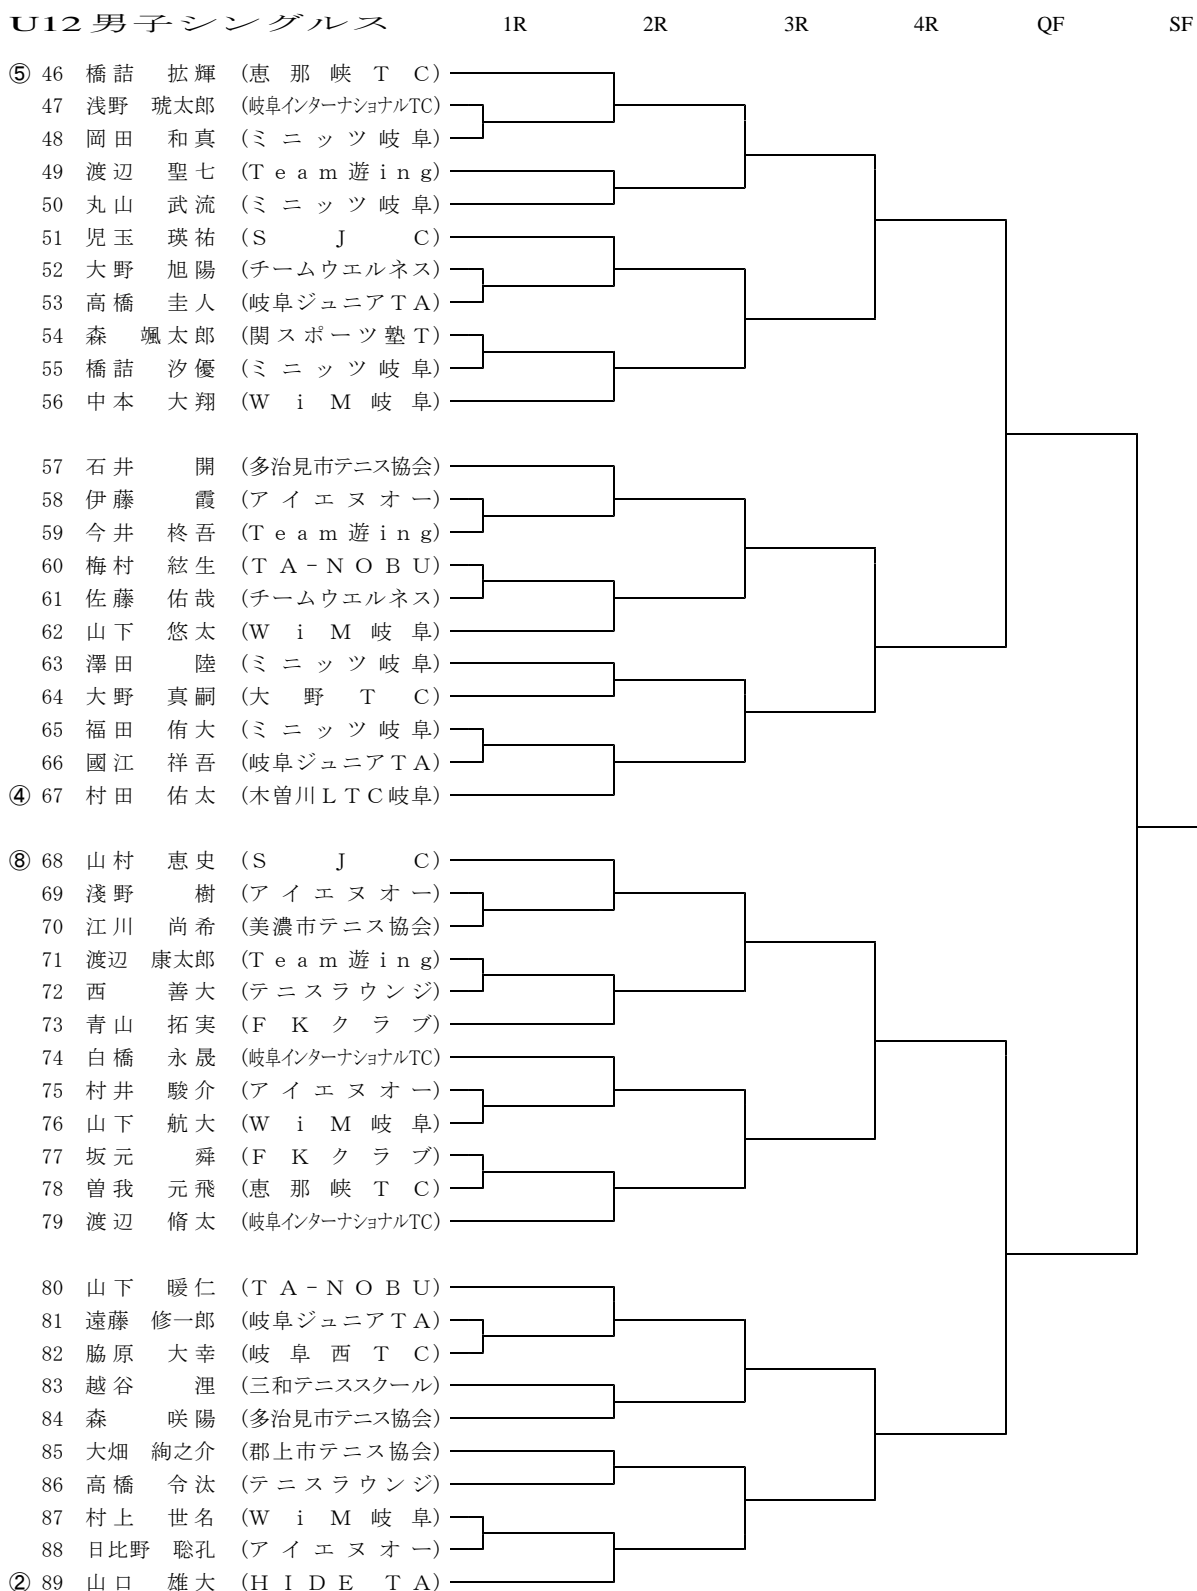 U12男子シングルス 1R 2R 3R 4R QF SF
⑤ 46 橋詰 拡輝 (恵那峡TC)
47 浅野 琥太郎 (岐阜インターナショナルTC)
48 岡田 和真 (ミニッツ岐阜)
49 渡辺 聖七 (Team遊ing)
50 丸山 武流 (ミニッツ岐阜)
51 児玉 瑛祐 (SJC)
52 大野 旭陽 (チームウエルネス)
53 高橋 圭人 (岐阜ジュニアTA)
54 森 颯太郎 (関スポーツ塾T)
55 橋詰 汐優 (ミニッツ岐阜)
56 中本 大翔 (WiM岐阜)
57 石井 開 (多治見市テニス協会)
58 伊藤 霞 (アイエヌオー)
59 今井 柊吾 (Team遊ing)
60 梅村 絃生 (TA-NOBU)
61 佐藤 佑哉 (チームウエルネス)
62 山下 悠太 (WiM岐阜)
63 澤田 陸 (ミニッツ岐阜)
64 大野 真嗣 (大野TC)
65 福田 侑大 (ミニッツ岐阜)
66 國江 祥吾 (岐阜ジュニアTA)
④ 67 村田 佑太 (木曽川LTC岐阜)
⑧ 68 山村 恵史 (SJC)
69 淺野 樹 (アイエヌオー)
70 江川 尚希 (美濃市テニス協会)
71 渡辺 康太郎 (Team遊ing)
72 西 善大 (テニスラウンジ)
73 青山 拓実 (FKクラブ)
74 白橋 永晟 (岐阜インターナショナルTC)
75 村井 駿介 (アイエヌオー)
76 山下 航大 (WiM岐阜)
77 坂元 舜 (FKクラブ)
78 曽我 元飛 (恵那峡TC)
79 渡辺 脩太 (岐阜インターナショナルTC)
80 山下 暖仁 (TA-NOBU)
81 遠藤 修一郎 (岐阜ジュニアTA)
82 脇原 大幸 (岐阜西TC)
83 越谷 浬 (三和テニススクール)
84 森 咲陽 (多治見市テニス協会)
85 大畑 絢之介 (郡上市テニス協会)
86 高橋 令汰 (テニスラウンジ)
87 村上 世名 (WiM岐阜)
88 日比野 聡孔 (アイエヌオー)
② 89 山口 雄大 (HIDE TA)